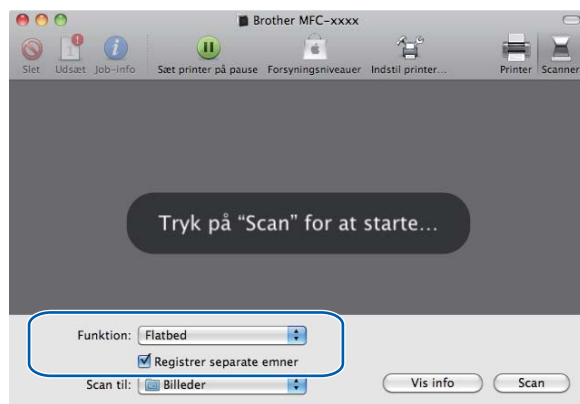 Brother MFC-xxxx
Slet Udsæt Job-info Sæt printer på pause Forsyningsniveauer Indstil printer... Printer Scanner
Tryk på “Scan” for at starte...
Funktion: Flatbed
Registrer separate emner
Scan til: Billeder Vis info Scan